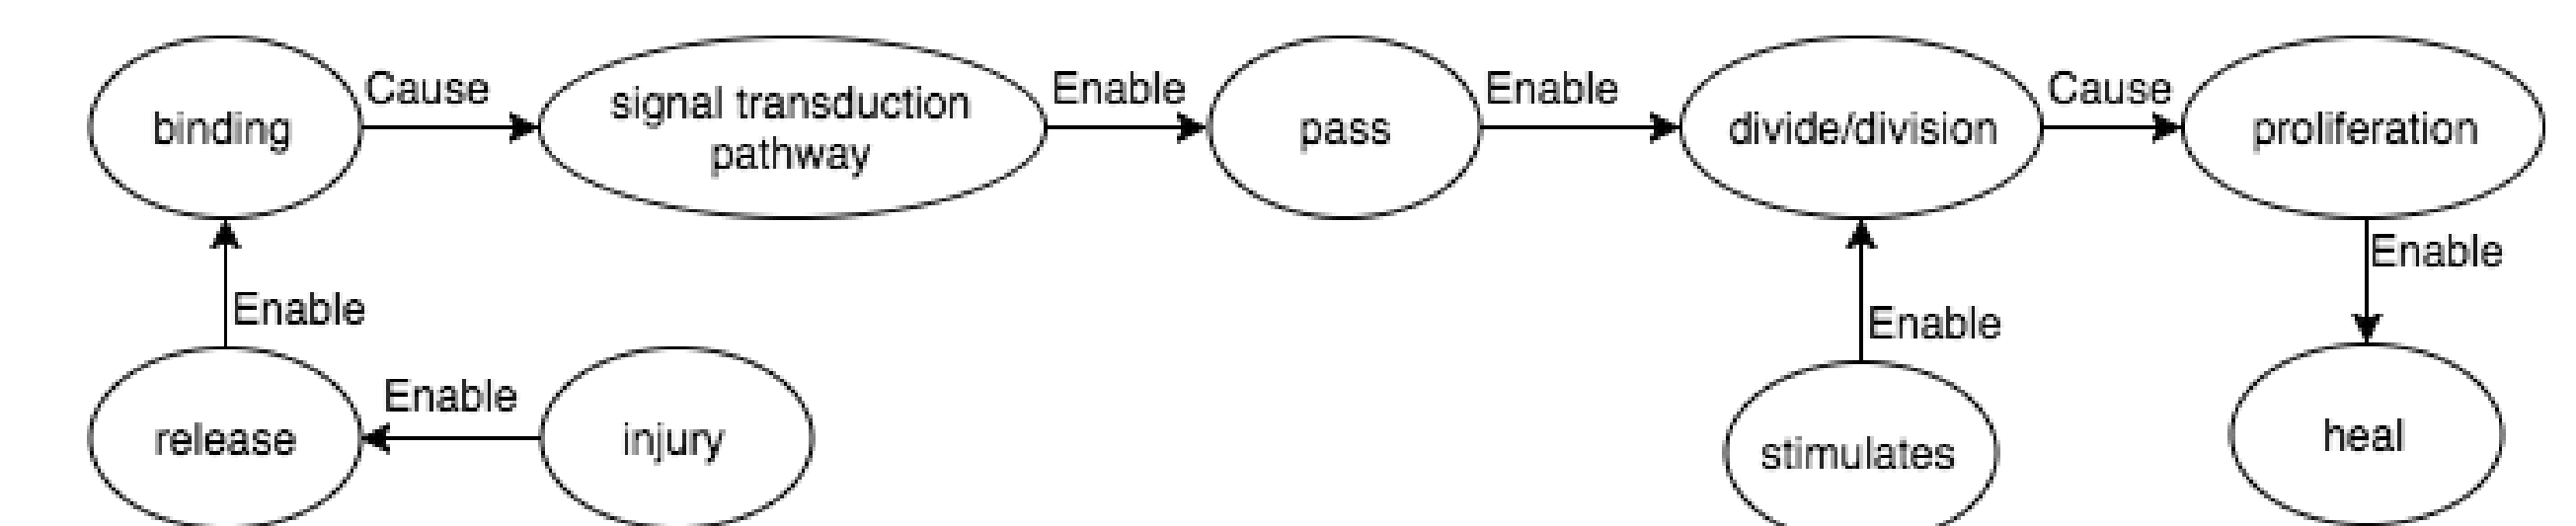 Cause
Enable
Enable
Cause
binding
signal transduction
pathway
pass
divide/division
proliferation
Enable
Enable
Enable
Enable
release
injury
stimulates
heal